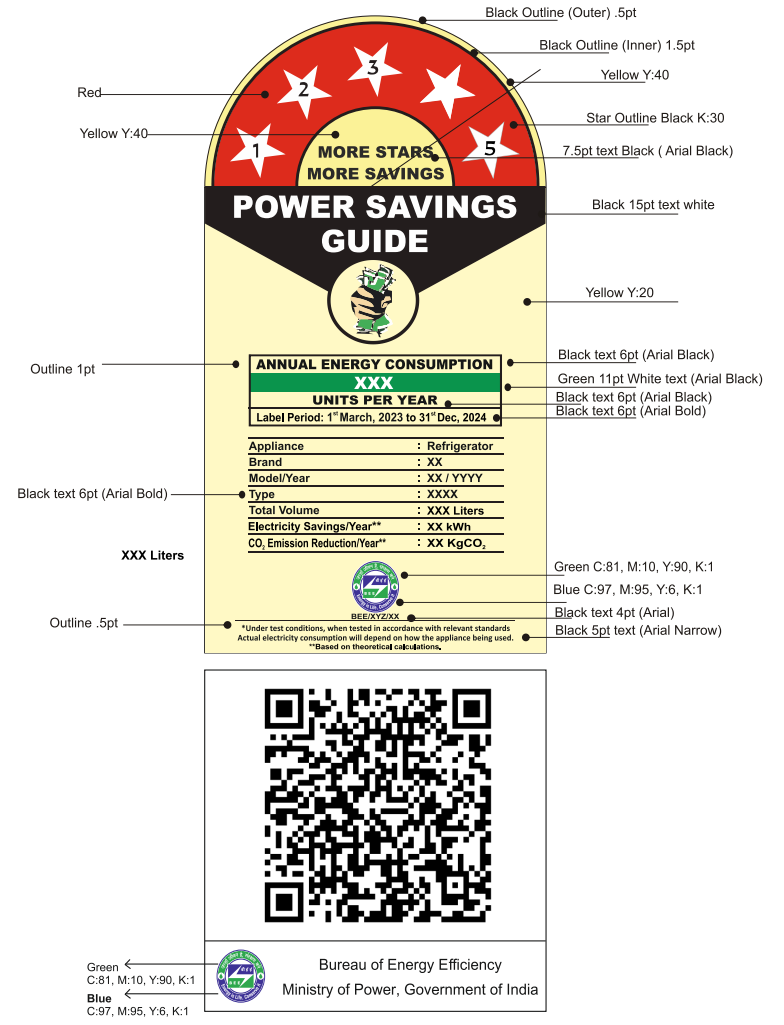 Black Outline (Outer) .5pt
Black Outline (Inner) 1.5pt
Yellow Y:40
Red
Star Outline Black K:30
Yellow Y:40
7.5pt text Black ( Arial Black)
1
2
3
5
MORE STARS
MORE SAVINGS
Black 15pt text white
POWER SAVINGS
GUIDE
Yellow Y:20
Outline 1pt
Black text 6pt (Arial Black)
Green 11pt White text (Arial Black)
Black text 6pt (Arial Black)
Black text 6pt (Arial Bold)
ANNUAL ENERGY CONSUMPTION
XXX
UNITS PER YEAR
Label Period: 1st March, 2023 to 31st Dec, 2024
Appliance : Refrigerator
Brand : XX
Model/Year : XX / YYYY
Black text 6pt (Arial Bold)
Type : XXXX
Total Volume : XXX Liters
Electricity Savings/Year** : XX kWh
CO2 Emission Reduction/Year** : XX KgCO2
XXX Liters
Green C:81, M:10, Y:90, K:1
Blue C:97, M:95, Y:6, K:1
BEE
BEE/XYZ/XX
Black text 4pt (Arial)
Outline .5pt
Black 5pt text (Arial Narrow)
*Under test conditions, when tested in accordance with relevant standards
Actual electricity consumption will depend on how the appliance being used.
**Based on theoretical calculations.
Green
C:81, M:10, Y:90, K:1
Blue
C:97, M:95, Y:6, K:1
Bureau of Energy Efficiency
Ministry of Power, Government of India